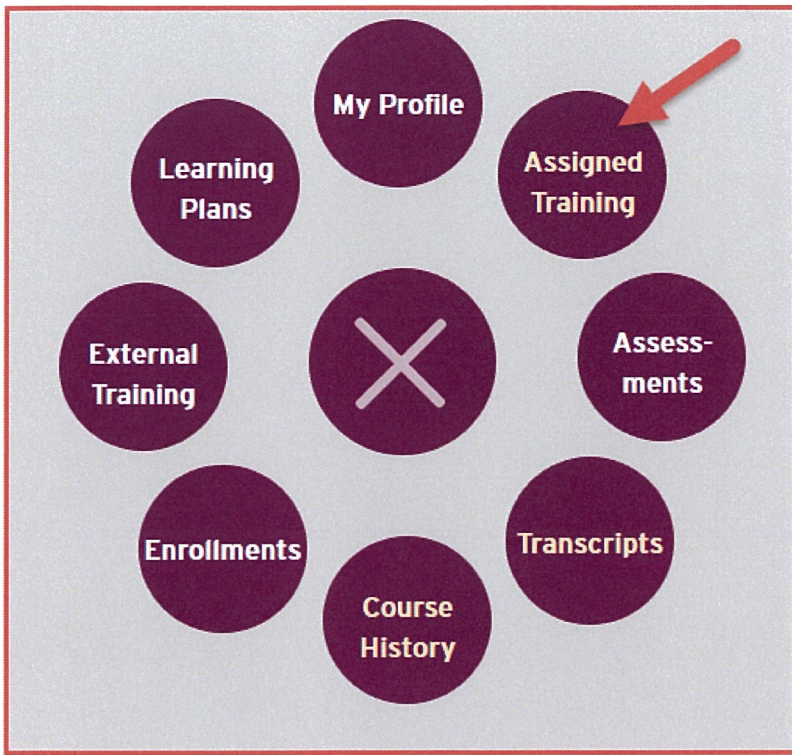 My Profile
Assigned
Training
Assess-
ments
Transcripts
Course
History
Enrollments
External
Training
Learning
Plans